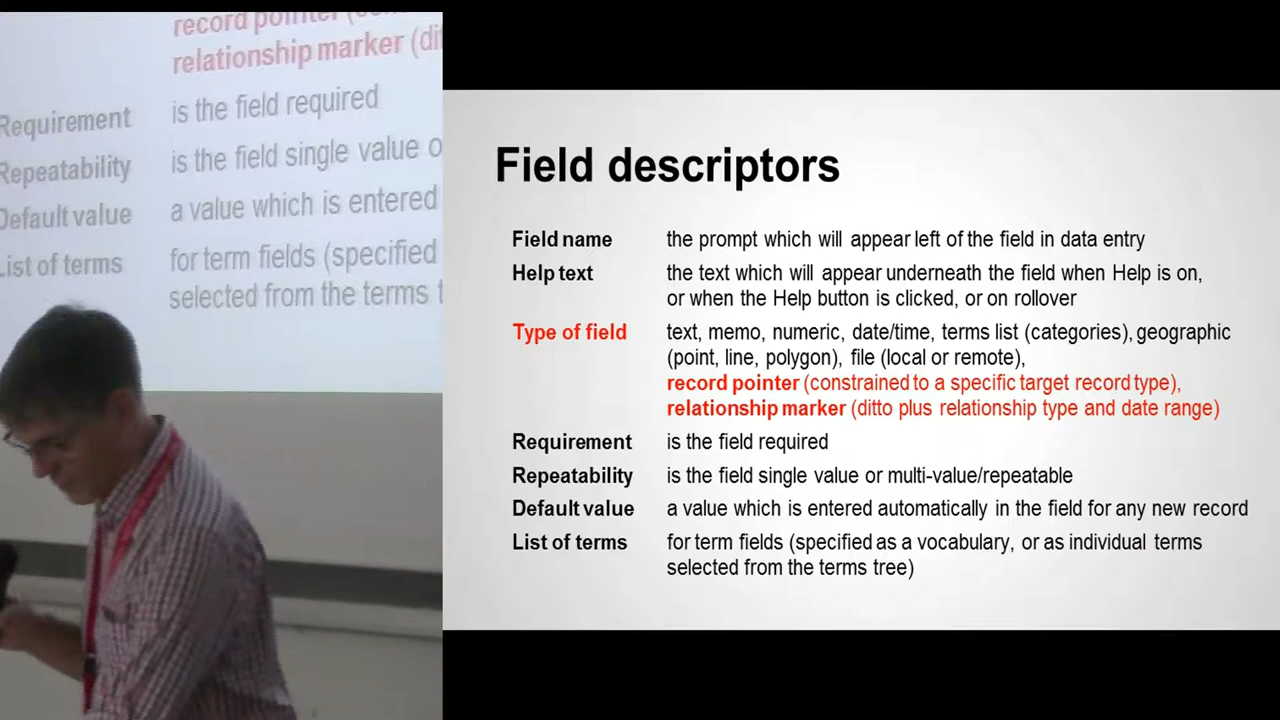 record pointer
relationship marker
Requirement is the field required
Repeatability is the field single value o
Default value a value which is entered
List of terms for term fields (specified
selected from the terms t
Field descriptors
Field name the prompt which will appear left of the field in data entry
Help text the text which will appear underneath the field when Help is on,
or when the Help button is clicked, or on rollover
Type of field text, memo, numeric, date/time, terms list (categories), geographic
(point, line, polygon), file (local or remote),
record pointer (constrained to a specific target record type),
relationship marker (ditto plus relationship type and date range)
Requirement is the field required
Repeatability is the field single value or multi-value/repeatable
Default value a value which is entered automatically in the field for any new record
List of terms for term fields (specified as a vocabulary, or as individual terms
selected from the terms tree)